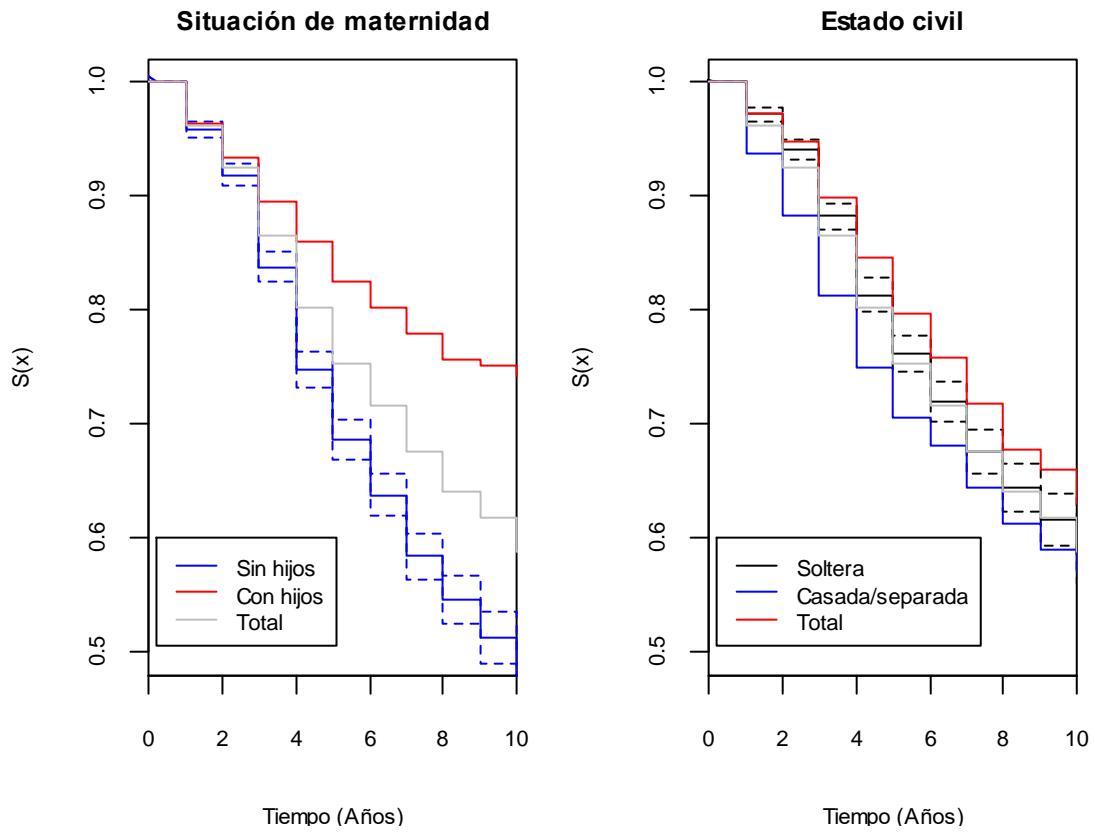 Situación de maternidad
S(x)
1.0
0.9
0.8
0.7
0.6
0.5
Sin hijos
Con hijos
Total
0 2 4 6 8 10
Tiempo (Años)
Estado civil
S(x)
1.0
0.9
0.8
0.7
0.6
0.5
Soltera
Casada/separada
Total
0 2 4 6 8 10
Tiempo (Años)